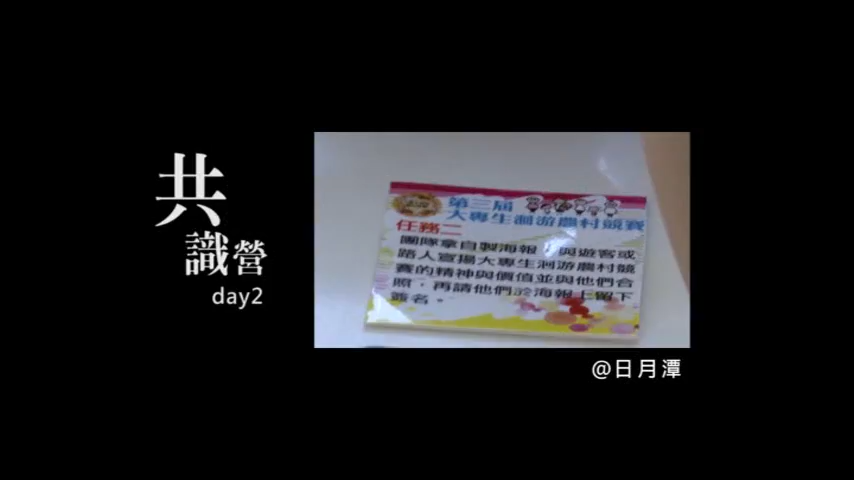 共
識營
day2
第三屆
大專生洄游農村競賽
任務二
團隊拿自製海報，與遊客或
路人宣揚大專生洄游農村競
賽的精神與價值並與他們合
照，再請他們於海報上留下
簽名。
@日月潭